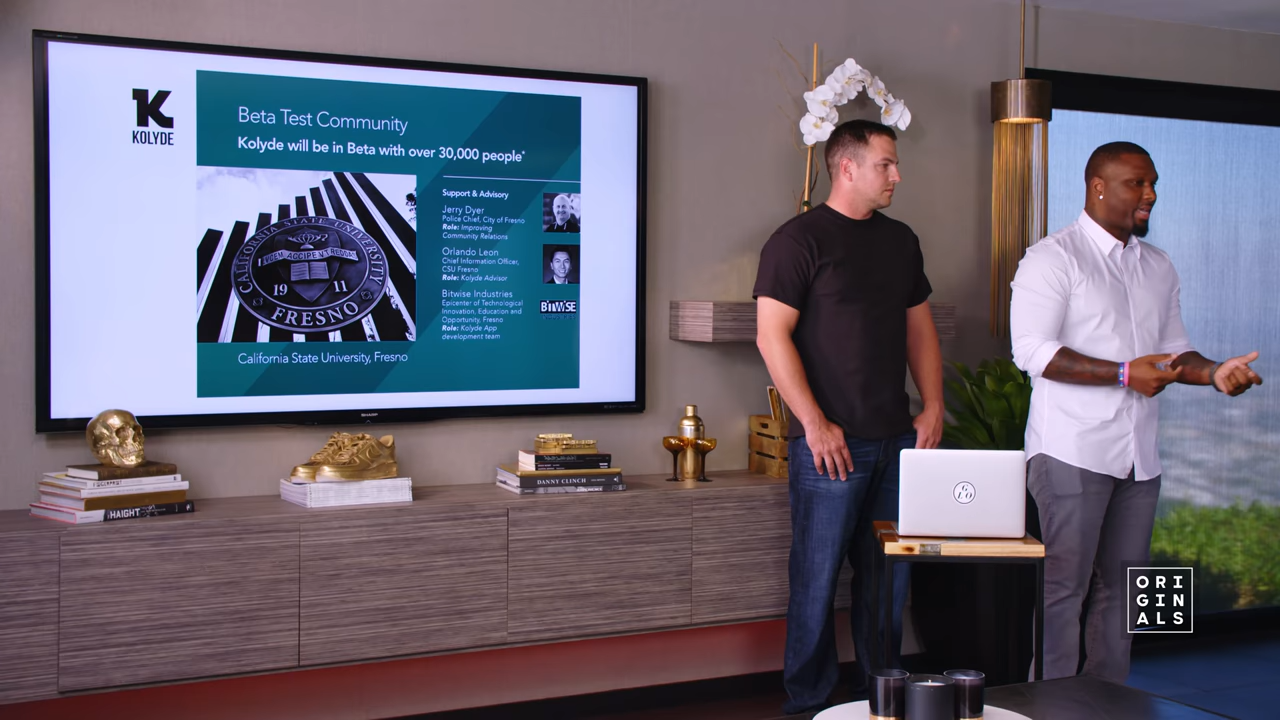 K
KOLYDE
Beta Test Community
Kolyde will be in Beta with over 30,000 people*
Support & Advisory
Jerry Dyer
Police Chief, City of Fresno
Role: Improving
Community Relations
Orlando Leon
Chief Information Officer,
CSU Fresno
Role: Kolyde Advisor
Bitwise Industries
Epicenter of Technological
Innovation, Education and
Opportunity, Fresno
Role: Kolyde App
development team
BITWISE
CALIFORNIA STATE UNIVERSITY,
1911
FRESNO
California State University, Fresno
SHARP
HAIGHT
DANNY CLINCH
ORI
GIN
ALS